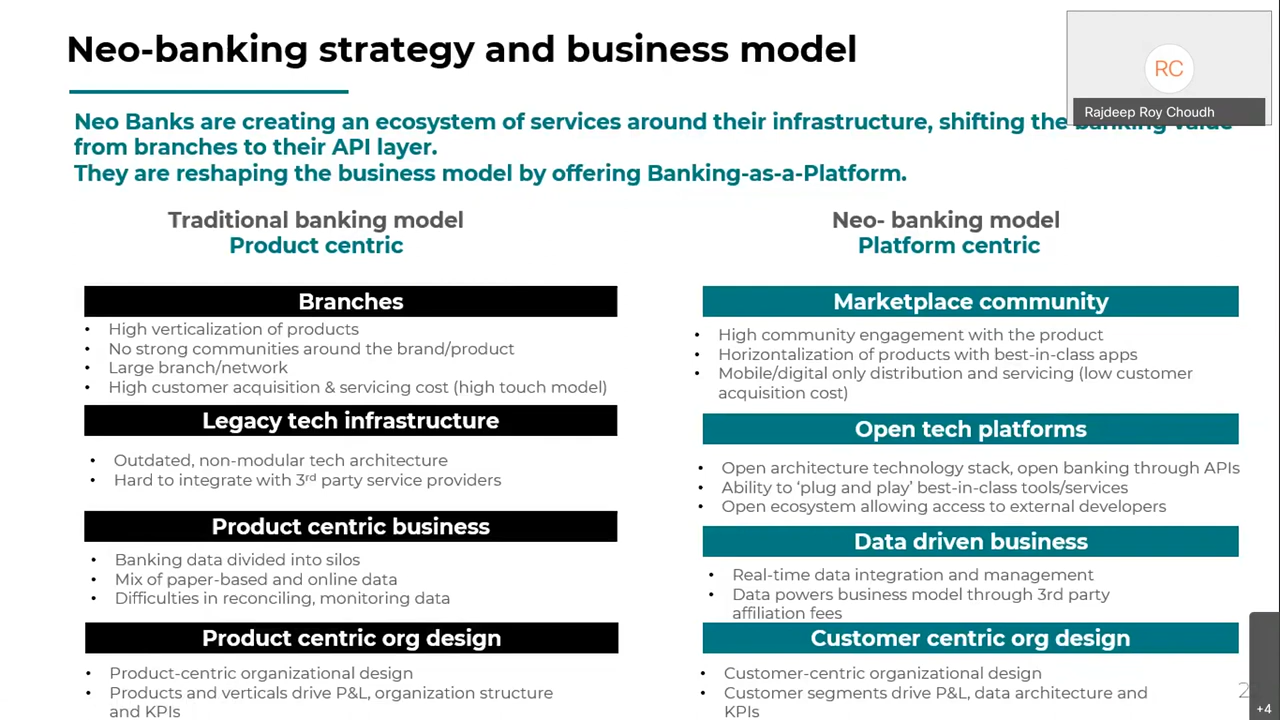 Neo-banking strategy and business model
RC
Rajdeep Roy Choudh
Neo Banks are creating an ecosystem of services around their infrastructure, shifting the banking value
from branches to their API layer.
They are reshaping the business model by offering Banking-as-a-Platform.
Traditional banking model
Product centric
Branches
• High verticalization of products
• No strong communities around the brand/product
• Large branch/network
• High customer acquisition & servicing cost (high touch model)
Legacy tech infrastructure
• Outdated, non-modular tech architecture
• Hard to integrate with 3rd party service providers
Product centric business
• Banking data divided into silos
• Mix of paper-based and online data
• Difficulties in reconciling, monitoring data
Product centric org design
• Product-centric organizational design
• Products and verticals drive P&L, organization structure
and KPIs
Neo- banking model
Platform centric
Marketplace community
• High community engagement with the product
• Horizontalization of products with best-in-class apps
• Mobile/digital only distribution and servicing (low customer
acquisition cost)
Open tech platforms
• Open architecture technology stack, open banking through APIs
• Ability to ‘plug and play’ best-in-class tools/services
• Open ecosystem allowing access to external developers
Data driven business
• Real-time data integration and management
• Data powers business model through 3rd party
affiliation fees
Customer centric org design
• Customer-centric organizational design
• Customer segments drive P&L, data architecture and
KPIs
+4